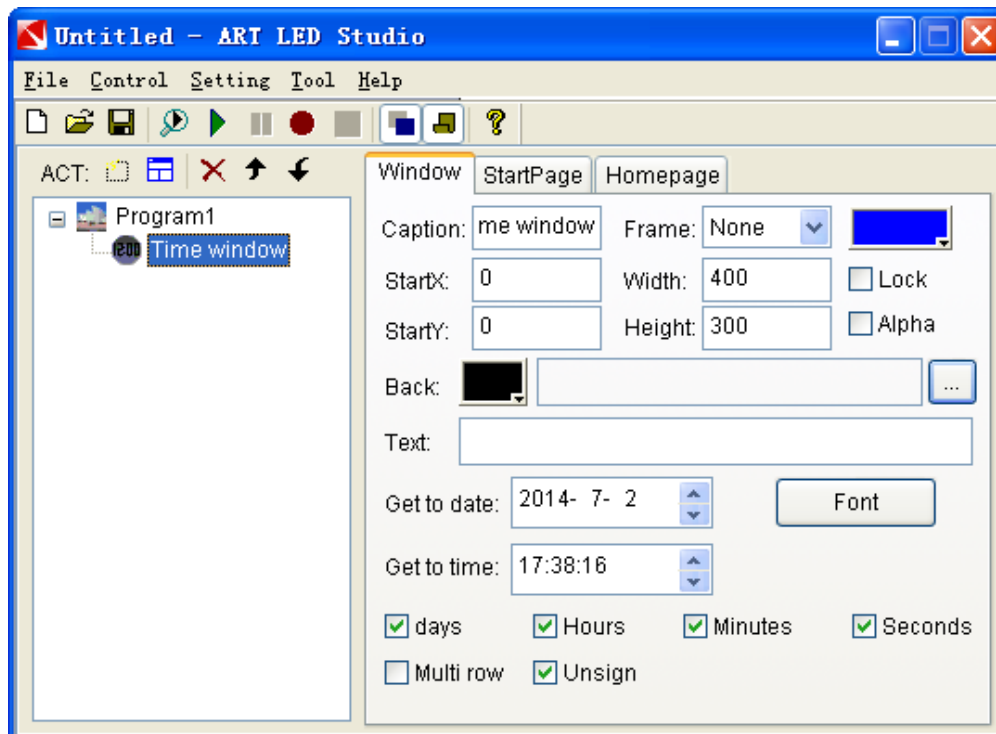 Untitled - ART LED Studio
File Control Setting Tool Help
ACT:
Program1
Time window
Window StartPage Homepage
Caption: me window Frame: None
StartX: 0 Width: 400 Lock
StartY: 0 Height: 300 Alpha
Back: ...
Text:
Get to date: 2014- 7- 2 Font
Get to time: 17:38:16
days Hours Minutes Seconds
Multi row Unsign